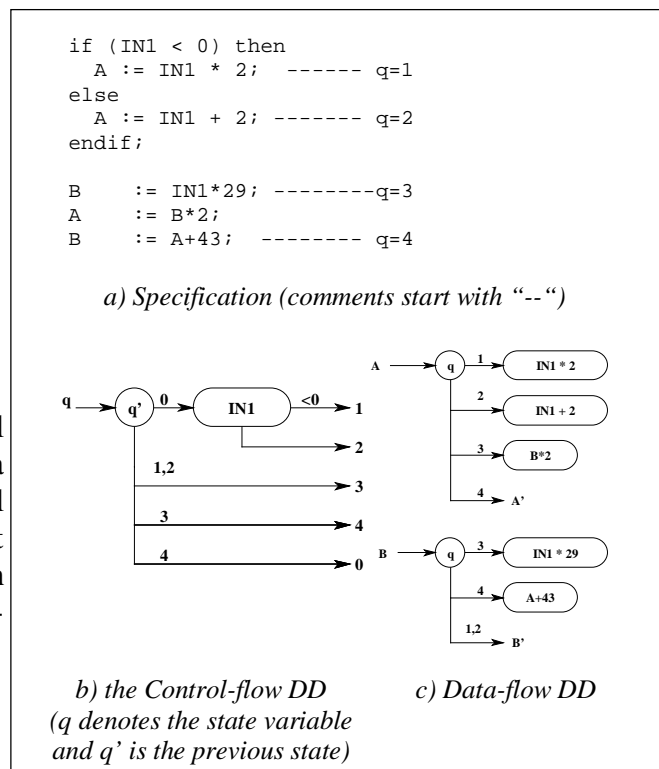 if (IN1 < 0) then
A := IN1 * 2; ------ q=1
else
A := IN1 + 2; ------- q=2
endif;
B := IN1*29; --------q=3
A := B*2;
B := A+43; -------- q=4
a) Specification (comments start with “--“)
q
q’
0
IN1
<0
1
2
1,2
3
3
4
4
0
A
q
1
IN1 * 2
2
IN1 + 2
3
B*2
4
A’
B
q
3
IN1 * 29
4
A+43
1,2
B’
b) the Control-flow DD
(q denotes the state variable
and q’ is the previous state)
c) Data-flow DD